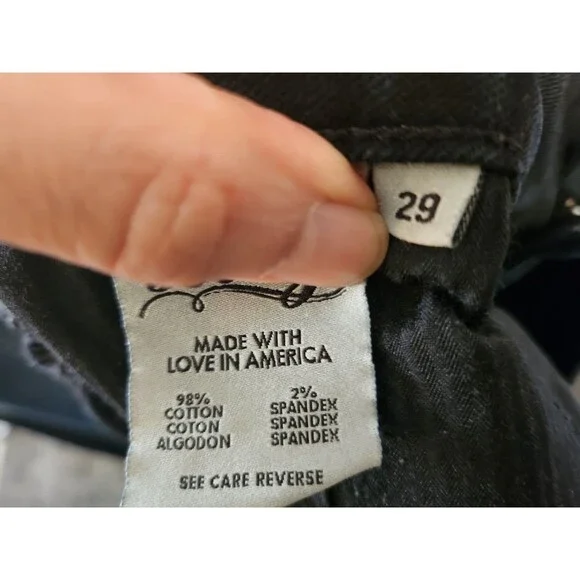 29
MADE WITH
LOVE IN AMERICA
98% 2%
COTTON SPANDEX
COTON SPANDEX
ALGODON SPANDEX
SEE CARE REVERSE